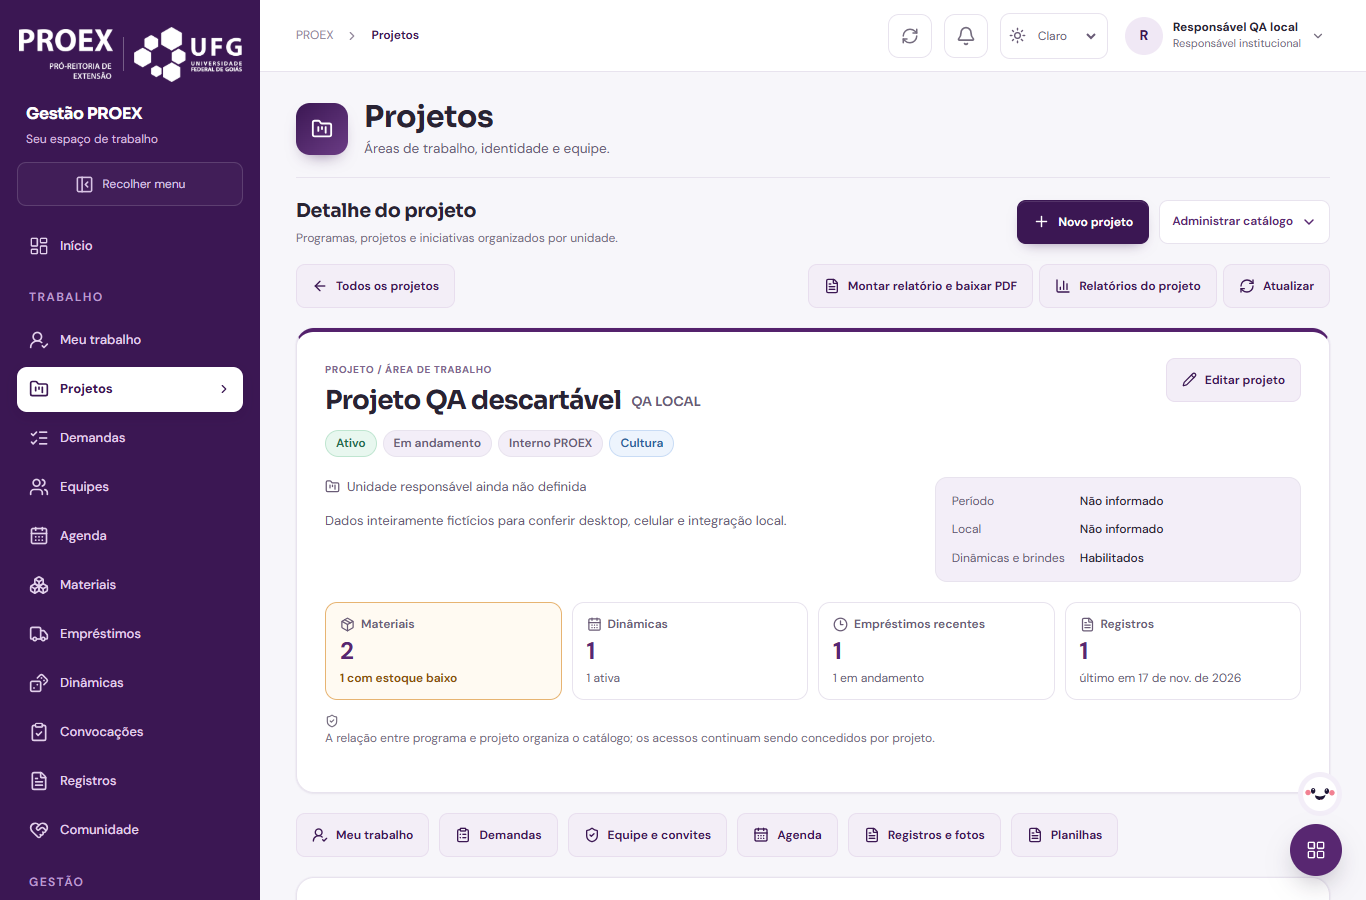 PROEX
PRÓ-REITORIA DE
EXTENSÃO
UFG
UNIVERSIDADE
FEDERAL DE GOIÁS
Gestão PROEX
Seu espaço de trabalho
Recolher menu
Início
TRABALHO
Meu trabalho
Projetos
Demandas
Equipes
Agenda
Materiais
Empréstimos
Dinâmicas
Convocações
Registros
Comunidade
GESTÃO
PROEX > Projetos
Claro
R
Responsável QA local
Responsável institucional
Projetos
Áreas de trabalho, identidade e equipe.
Detalhe do projeto
Programas, projetos e iniciativas organizados por unidade.
+ Novo projeto
Administrar catálogo
← Todos os projetos
Montar relatório e baixar PDF
Relatórios do projeto
Atualizar
PROJETO / ÁREA DE TRABALHO
Projeto QA descartável QA LOCAL
Editar projeto
Ativo
Em andamento
Interno PROEX
Cultura
Unidade responsável ainda não definida
Dados inteiramente fictícios para conferir desktop, celular e integração local.
Período Não informado
Local Não informado
Dinâmicas e brindes Habilitados
Materiais
2
1 com estoque baixo
Dinâmicas
1
1 ativa
Empréstimos recentes
1
1 em andamento
Registros
1
último em 17 de nov. de 2026
A relação entre programa e projeto organiza o catálogo; os acessos continuam sendo concedidos por projeto.
Meu trabalho
Demandas
Equipe e convites
Agenda
Registros e fotos
Planilhas